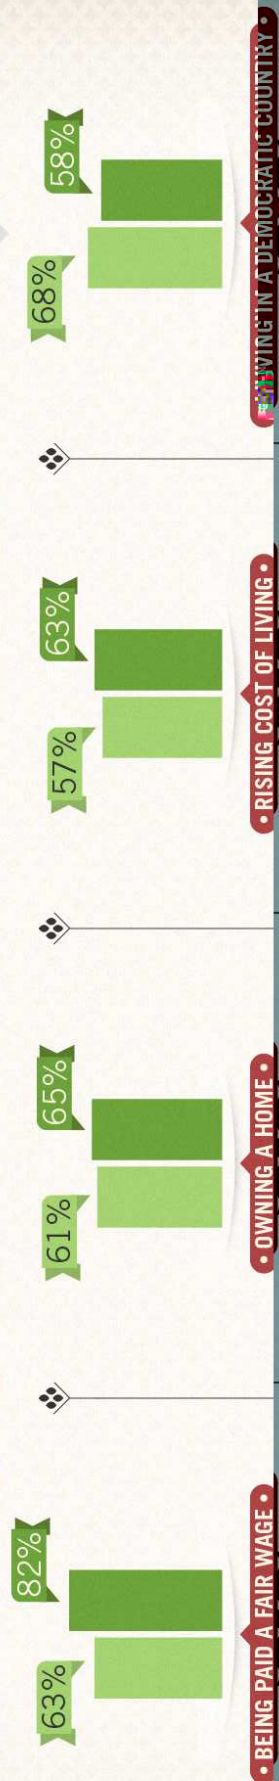 63%
82%
• BEING PAID A FAIR WAGE •
61%
65%
• OWNING A HOME •
57%
63%
• RISING COST OF LIVING •
68%
58%
LIVING IN A DEMOCRATIC COUNTRY •